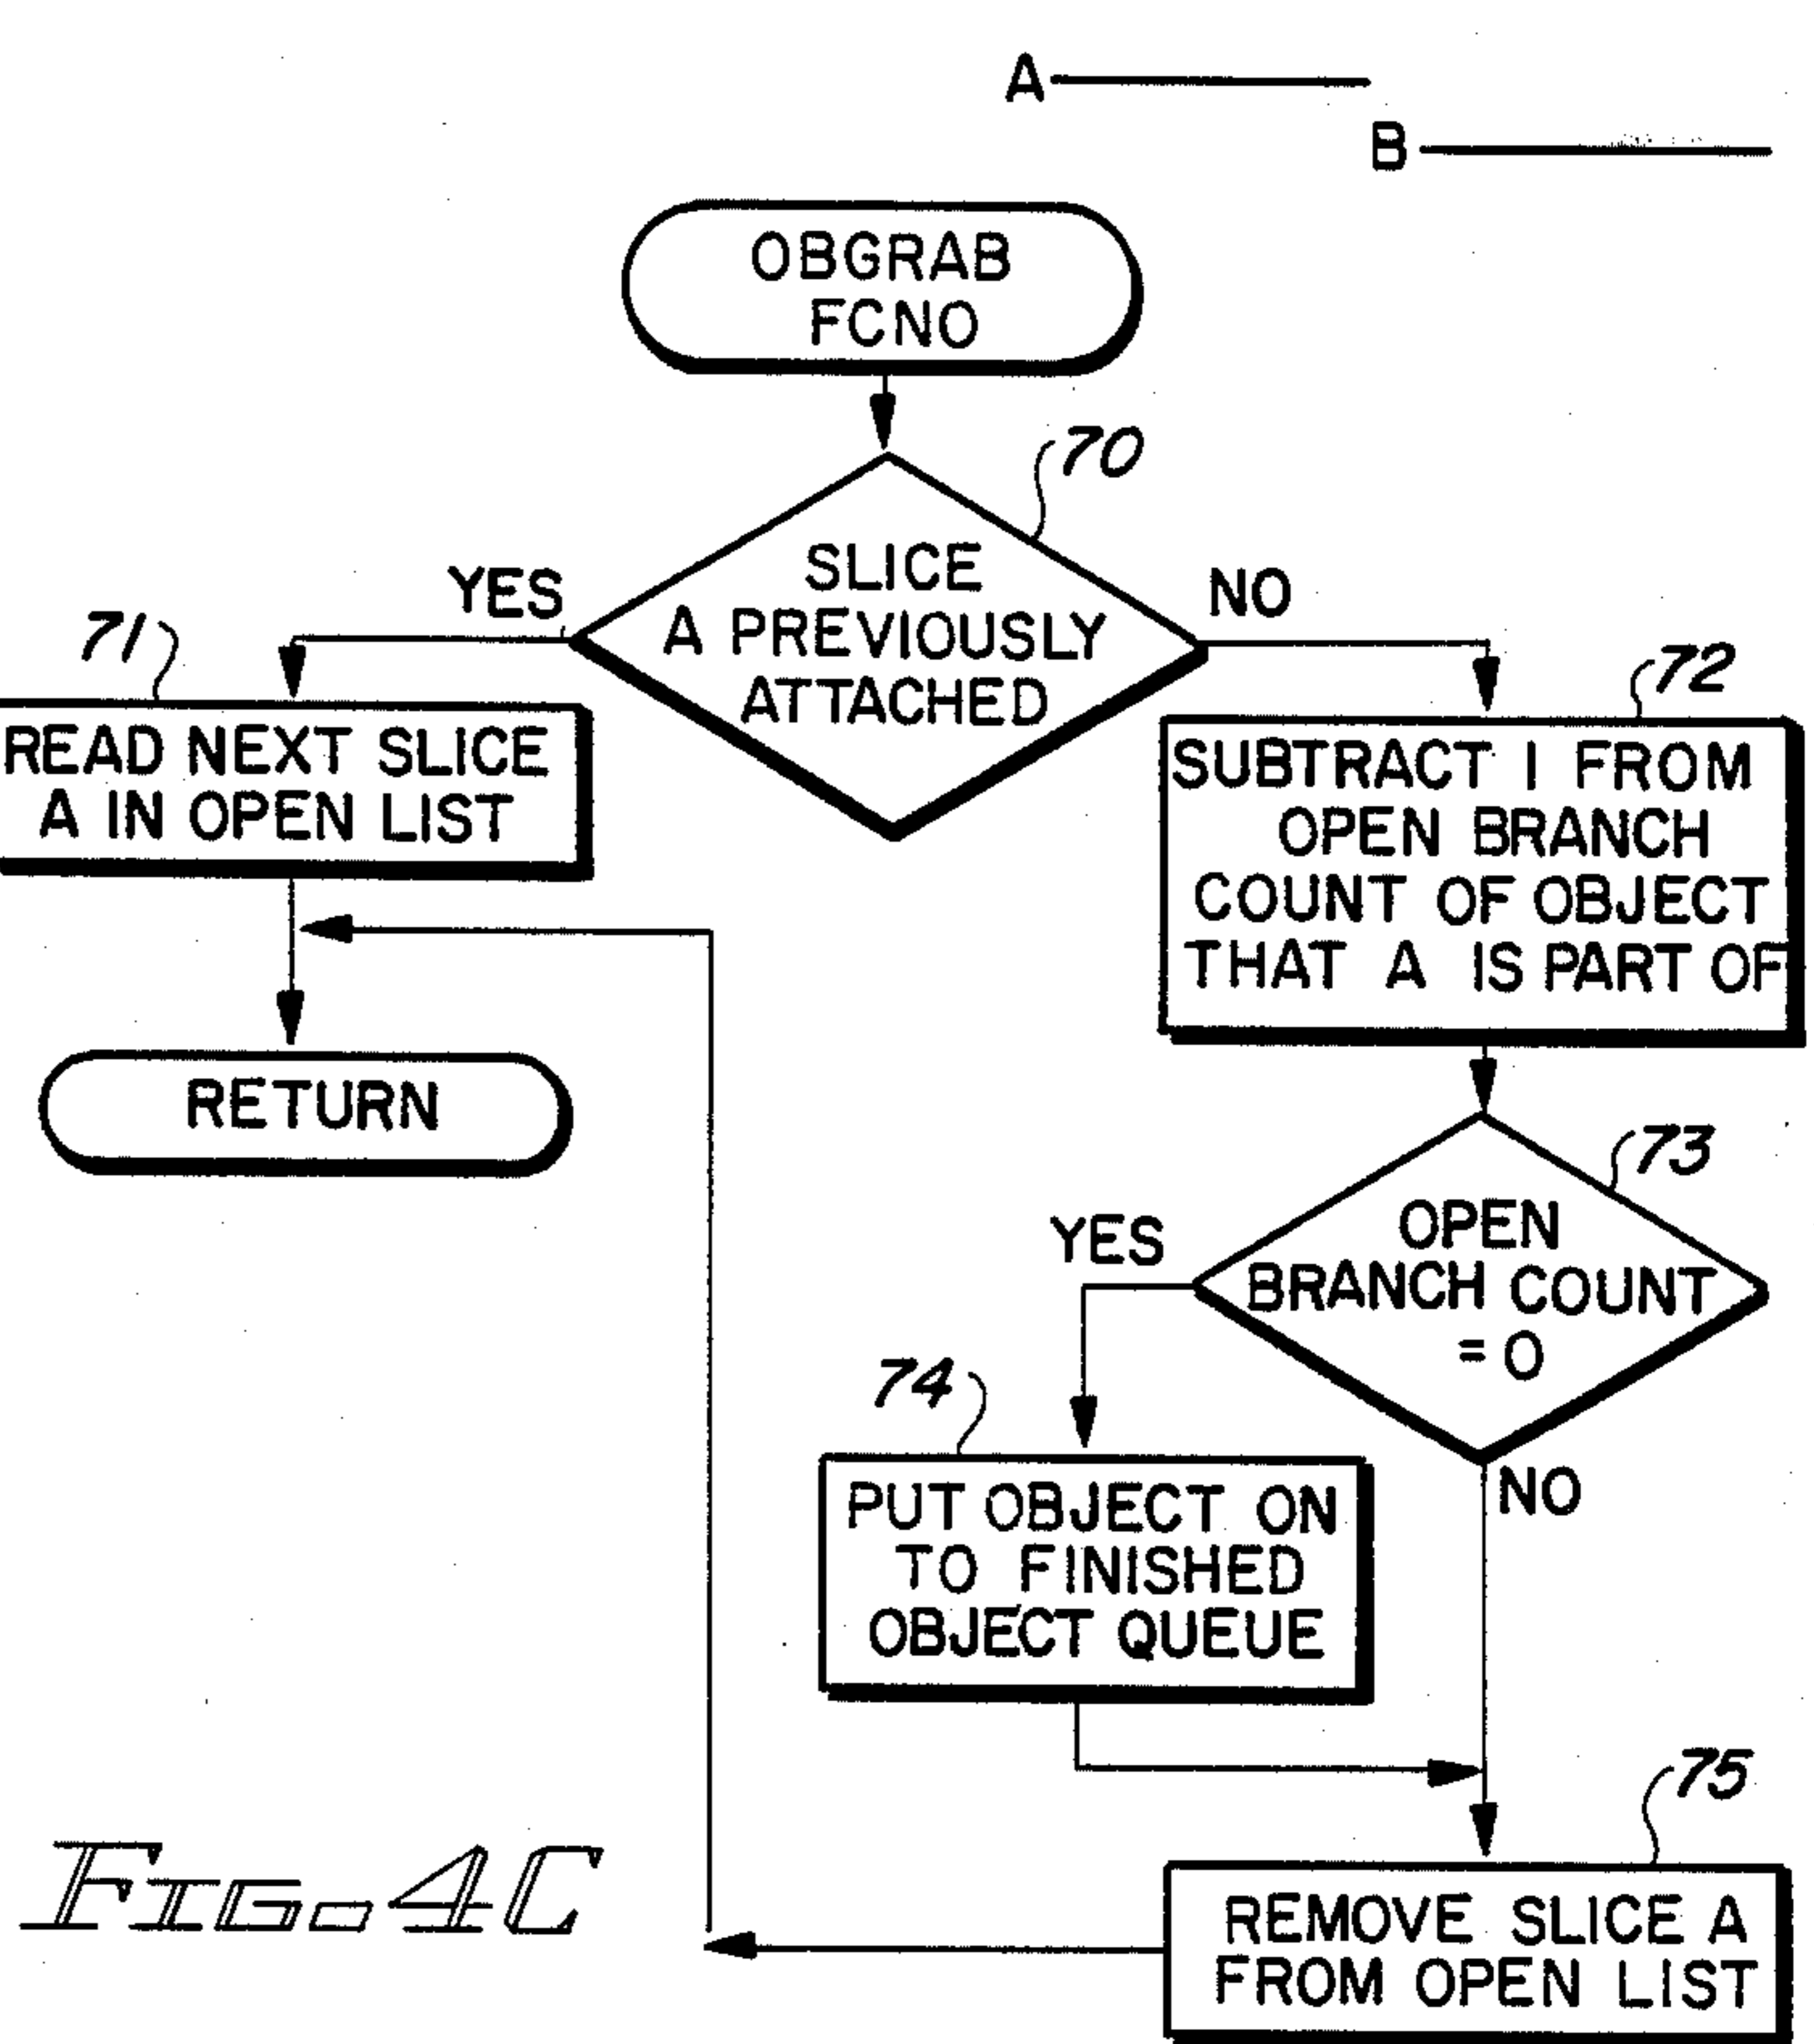 A
B
OBGRAB
FCNO
70
SLICE
A PREVIOUSLY
ATTACHED
YES
NO
71
READ NEXT SLICE
A IN OPEN LIST
72
SUBTRACT 1 FROM
OPEN BRANCH
COUNT OF OBJECT
THAT A IS PART OF
RETURN
73
OPEN
BRANCH COUNT
= 0
YES
NO
74
PUT OBJECT ON
TO FINISHED
OBJECT QUEUE
75
REMOVE SLICE A
FROM OPEN LIST
FIG. 4C